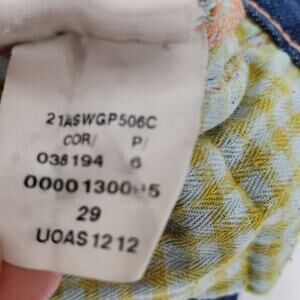 21ASWGP506C
COR/ P/
038194 6
29
UOAS1212